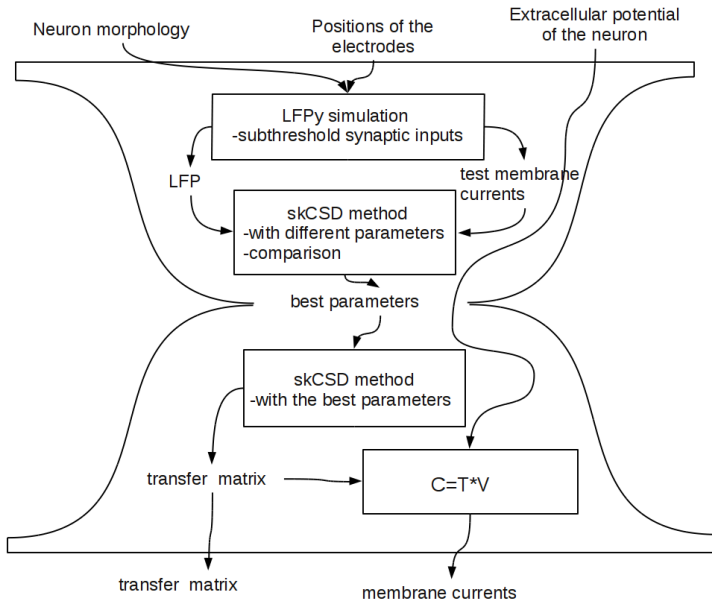 Neuron morphology
Positions of the
electrodes
Extracellular potential
of the neuron
LFPy simulation
-subthreshold synaptic inputs
LFP
test membrane
currents
skCSD method
-with different parameters
-comparison
best parameters
skCSD method
-with the best parameters
transfer matrix
C=T*V
transfer matrix
membrane currents